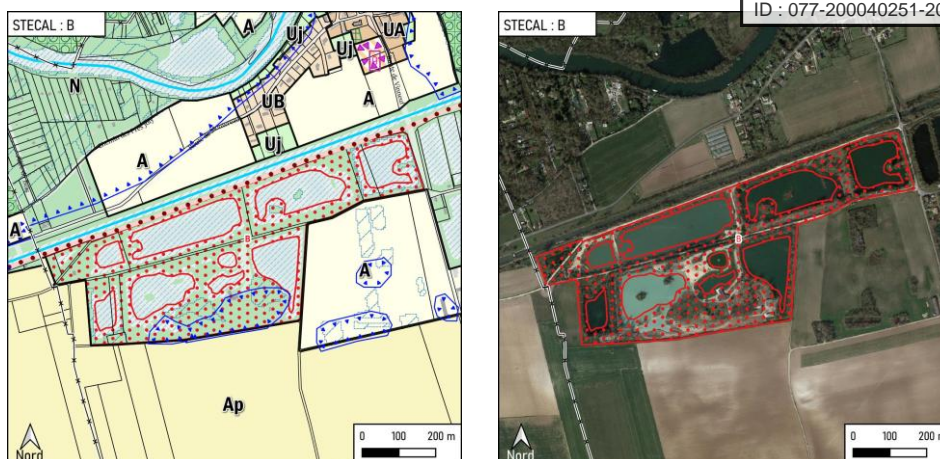 ID : 077-200040251-20
STECAL : B
A
Uj
UA
N
Uj
UB
A
A
Uj
A
B
A
Ap
Nord
0 100 200 m
STECAL : B
B
Nord
0 100 200 m